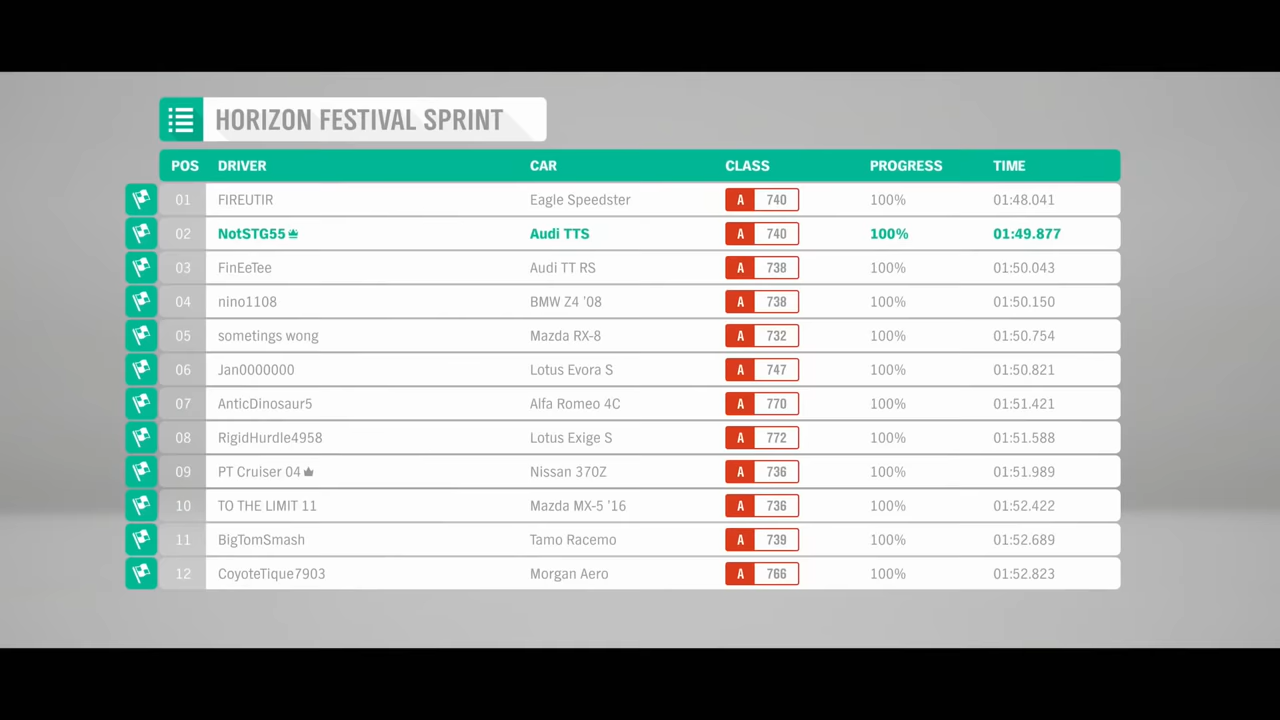 HORIZON FESTIVAL SPRINT
POS DRIVER CAR CLASS PROGRESS TIME
01 FIREUTIR Eagle Speedster A 740 100% 01:48.041
02 NotSTG55 Audi TTS A 740 100% 01:49.877
03 FinEeTee Audi TT RS A 738 100% 01:50.043
04 nino1108 BMW Z4 '08 A 738 100% 01:50.150
05 sometings wong Mazda RX-8 A 732 100% 01:50.754
06 Jan0000000 Lotus Evora S A 747 100% 01:50.821
07 AnticDinosaur5 Alfa Romeo 4C A 770 100% 01:51.421
08 RigidHurdle4958 Lotus Exige S A 772 100% 01:51.588
09 PT Cruiser 04 Nissan 370Z A 736 100% 01:51.989
10 TO THE LIMIT 11 Mazda MX-5 '16 A 736 100% 01:52.422
11 BigTomSmash Tamo Racemo A 739 100% 01:52.689
12 CoyoteTique7903 Morgan Aero A 766 100% 01:52.823